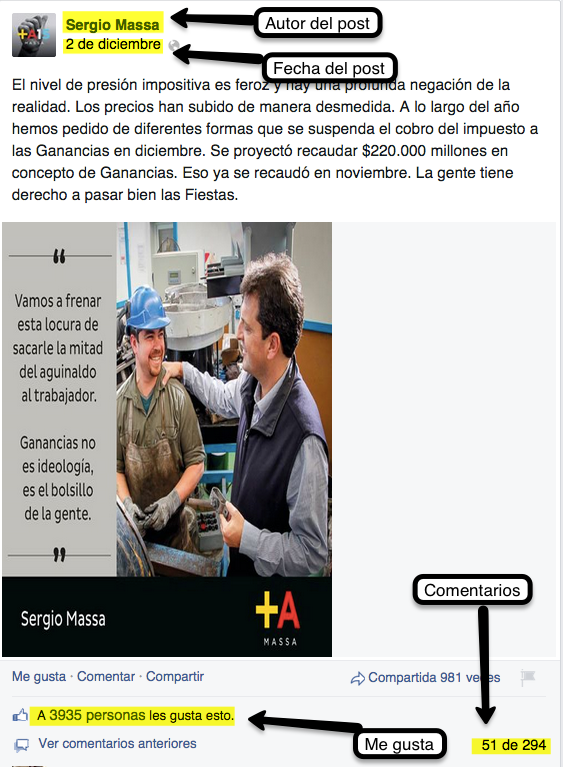 Sergio Massa
Autor del post
2 de diciembre
Fecha del post
El nivel de presión impositiva es feroz y hay una profunda negación de la
realidad. Los precios han subido de manera desmedida. A lo largo del año
hemos pedido de diferentes formas que se suspenda el cobro del impuesto a
las Ganancias en diciembre. Se proyectó recaudar $220.000 millones en
concepto de Ganancias. Eso ya se recaudó en noviembre. La gente tiene
derecho a pasar bien las Fiestas.
“
Vamos a frenar
esta locura de
sacarle la mitad
del aguinaldo
al trabajador.
Ganancias no
es ideología,
es el bolsillo
de la gente.
”
Sergio Massa
+A
MASSA
Comentarios
Me gusta · Comentar · Compartir
Compartida 981 veces
A 3935 personas les gusta esto.
Me gusta
Ver comentarios anteriores
51 de 294